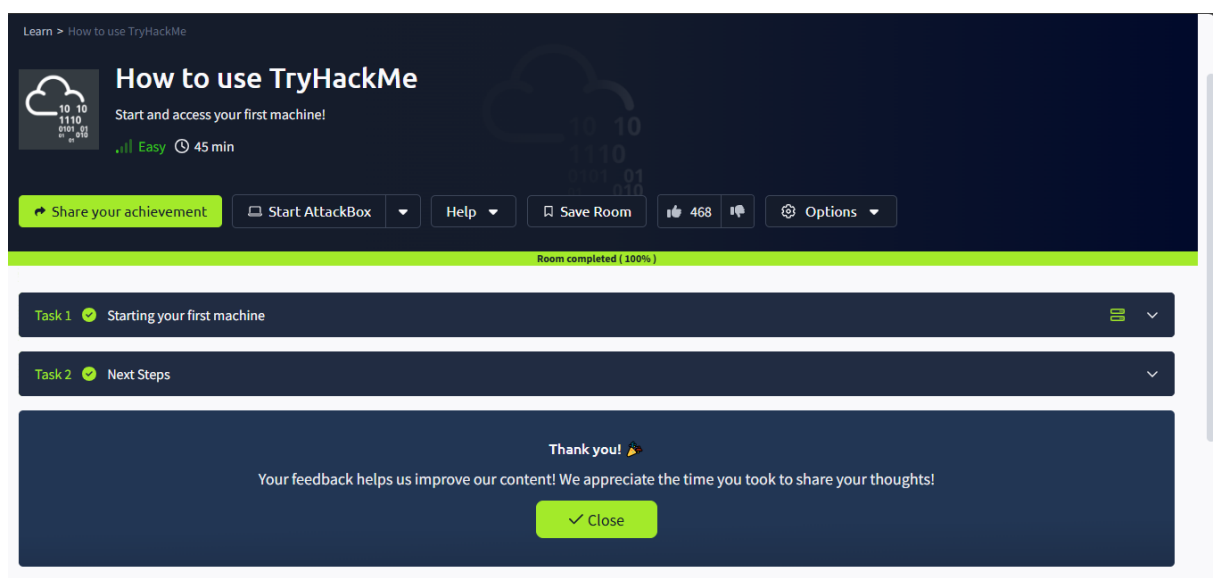 Learn > How to use TryHackMe
How to use TryHackMe
Start and access your first machine!
Easy 45 min
Share your achievement Start AttackBox Help Save Room 468 Options
Room completed ( 100% )
Task 1 Starting your first machine
Task 2 Next Steps
Thank you! 🎉
Your feedback helps us improve our content! We appreciate the time you took to share your thoughts!
Close